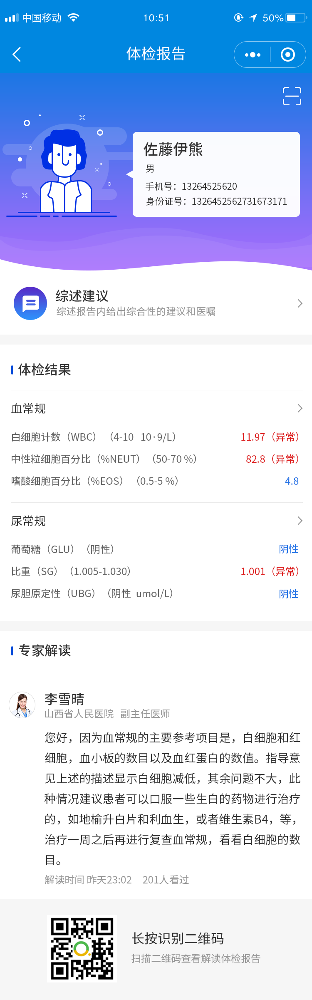 中国移动 10:51 50%
体检报告
佐藤伊熊
男
手机号：13264525620
身份证号：1326452562731673171
综述建议
综述报告内给出综合性的建议和医嘱
体检结果
血常规
白细胞计数（WBC）（4-10 10·9/L） 11.97（异常）
中性粒细胞百分比（%NEUT）（50-70 %） 82.8（异常）
嗜酸细胞百分比（%EOS）（0.5-5 %） 4.8
尿常规
葡萄糖（GLU）（阴性） 阴性
比重（SG）（1.005-1.030） 1.001（异常）
尿胆原定性（UBG）（阴性 umol/L） 阴性
专家解读
李雪晴
山西省人民医院 副主任医师
您好，因为血常规的主要参考项目是，白细胞和红
细胞，血小板的数目以及血红蛋白的数值。指导意
见上述的描述显示白细胞减低，其余问题不大，此
种情况建议患者可以口服一些生白的药物进行治疗
的，如地榆升白片和利血生，或者维生素B4，等，
治疗一周之后再进行复查血常规，看看白细胞的数
目。
解读时间 昨天23:02 201人看过
长按识别二维码
扫描二维码查看解读体检报告